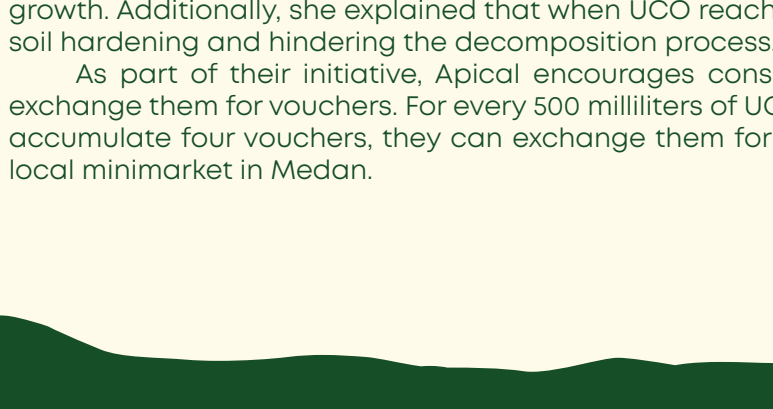 growth. Additionally, she explained that when UCO reach
soil hardening and hindering the decomposition process.
As part of their initiative, Apical encourages cons
exchange them for vouchers. For every 500 milliliters of UC
accumulate four vouchers, they can exchange them for
local minimarket in Medan.